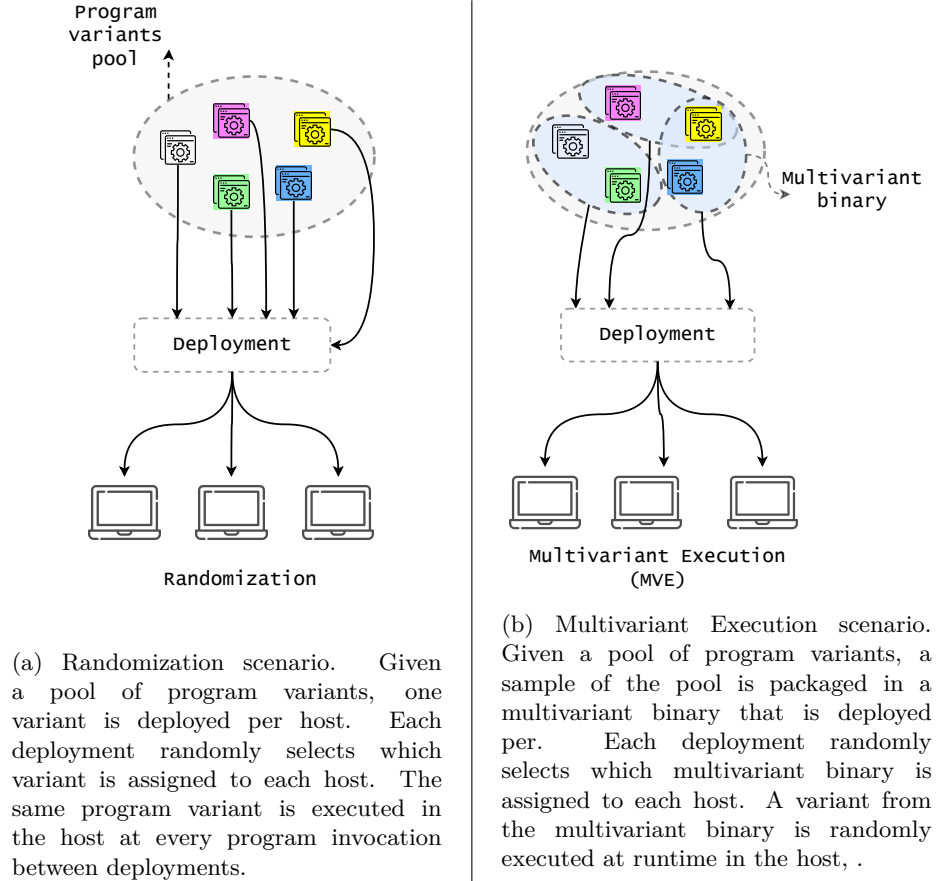 Program
variants
pool
Deployment
Randomization
(a) Randomization scenario. Given
a pool of program variants, one
variant is deployed per host. Each
deployment randomly selects which
variant is assigned to each host. The
same program variant is executed in
the host at every program invocation
between deployments.
Multivariant
binary
Deployment
Multivariant Execution
(MVE)
(b) Multivariant Execution scenario.
Given a pool of program variants, a
sample of the pool is packaged in a
multivariant binary that is deployed
per. Each deployment randomly
selects which multivariant binary is
assigned to each host. A variant from
the multivariant binary is randomly
executed at runtime in the host, .